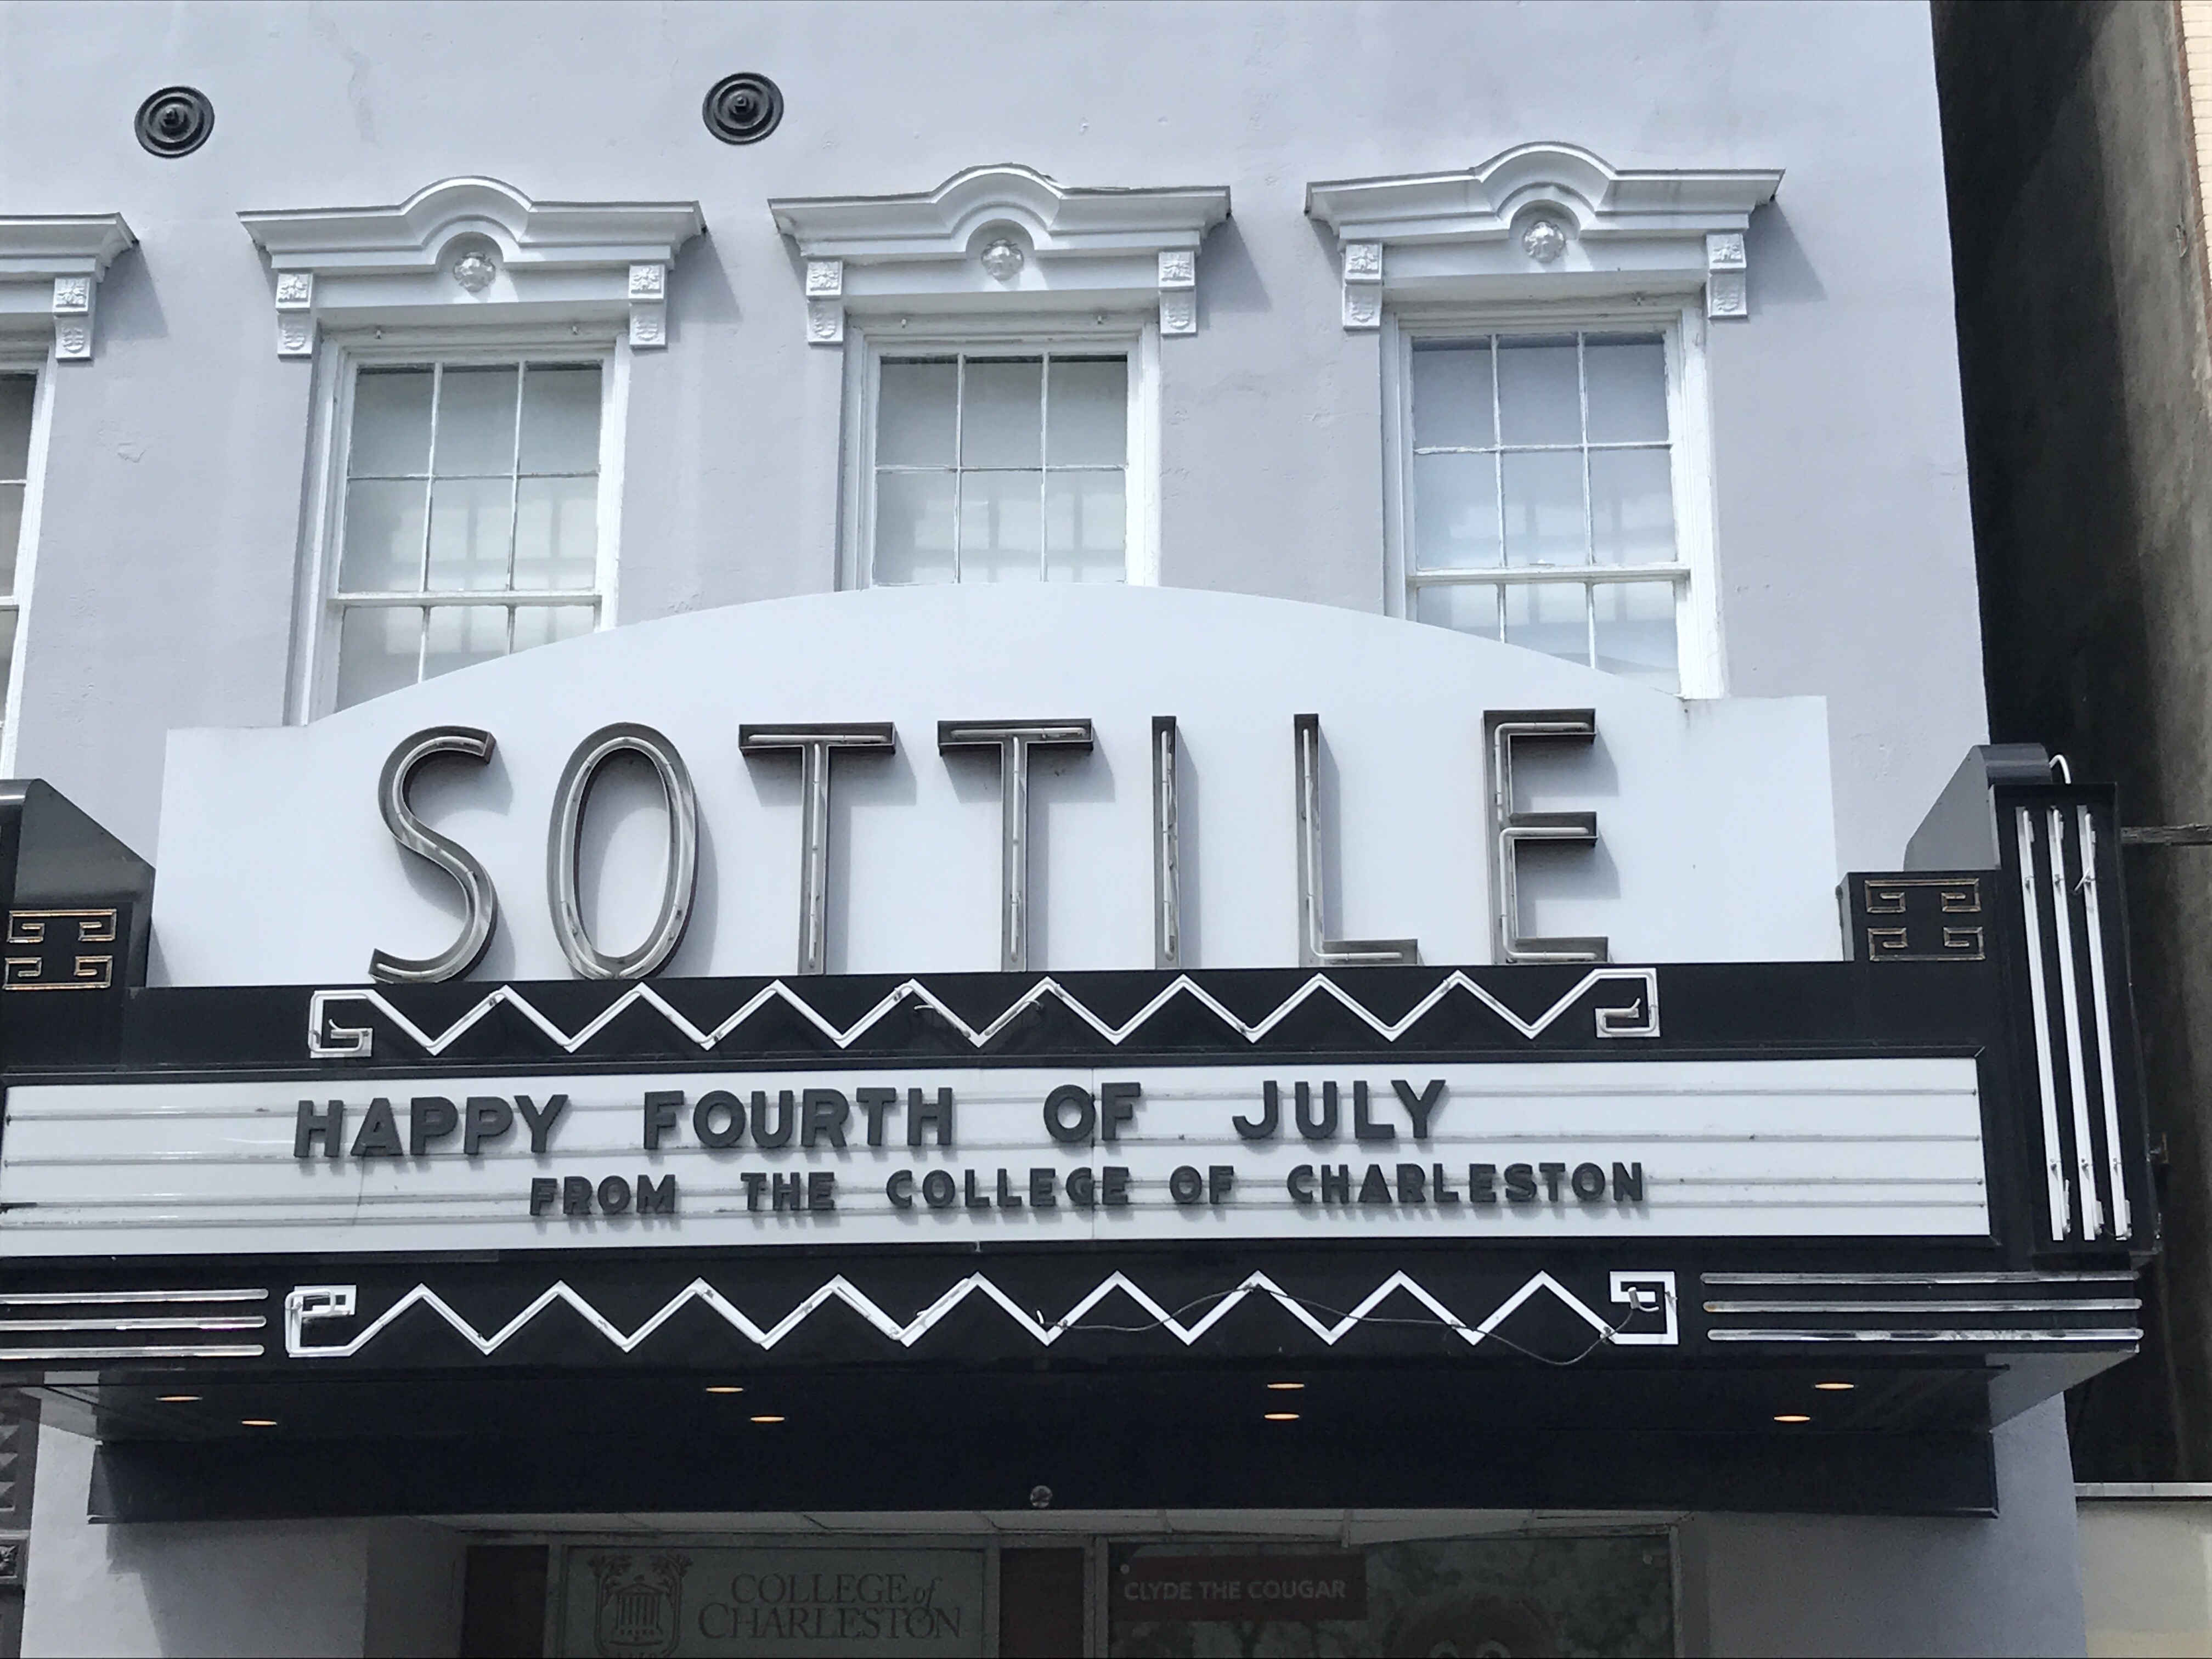 SOTTILE
HAPPY FOURTH OF JULY
FROM THE COLLEGE OF CHARLESTON
COLLEGE of
CHARLESTON
CLYDE THE COUGAR